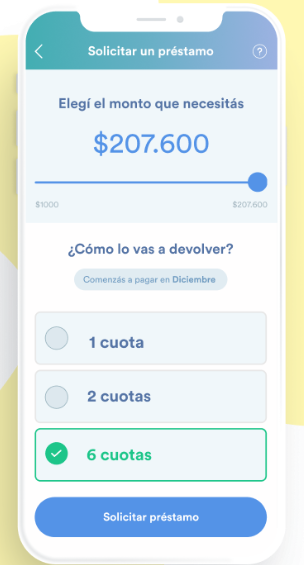 Solicitar un préstamo
?
Elegí el monto que necesitás
$207.600
$1000
$207.600
¿Cómo lo vas a devolver?
Comenzás a pagar en Diciembre
1 cuota
2 cuotas
6 cuotas
Solicitar préstamo